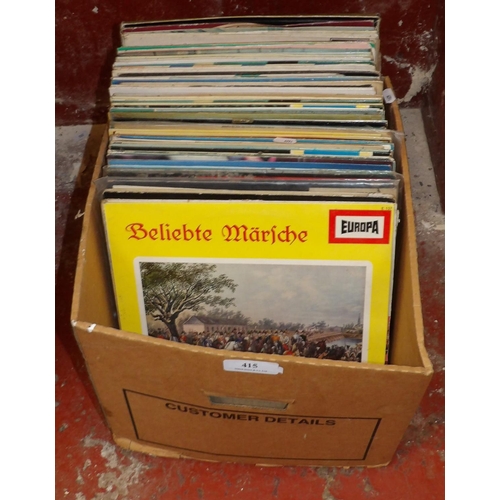 Beliebte Märsche
EUROPA
415
CUSTOMER DETAILS